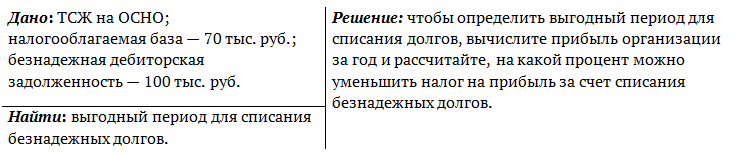 Дано: ТСЖ на ОСНО;
налогооблагаемая база — 70 тыс. руб.;
безнадежная дебиторская
задолженность — 100 тыс. руб.
Найти: выгодный период для списания
безнадежных долгов.
Решение: чтобы определить выгодный период для
списания долгов, вычислите прибыль организации
за год и рассчитайте, на какой процент можно
уменьшить налог на прибыль за счет списания
безнадежных долгов.